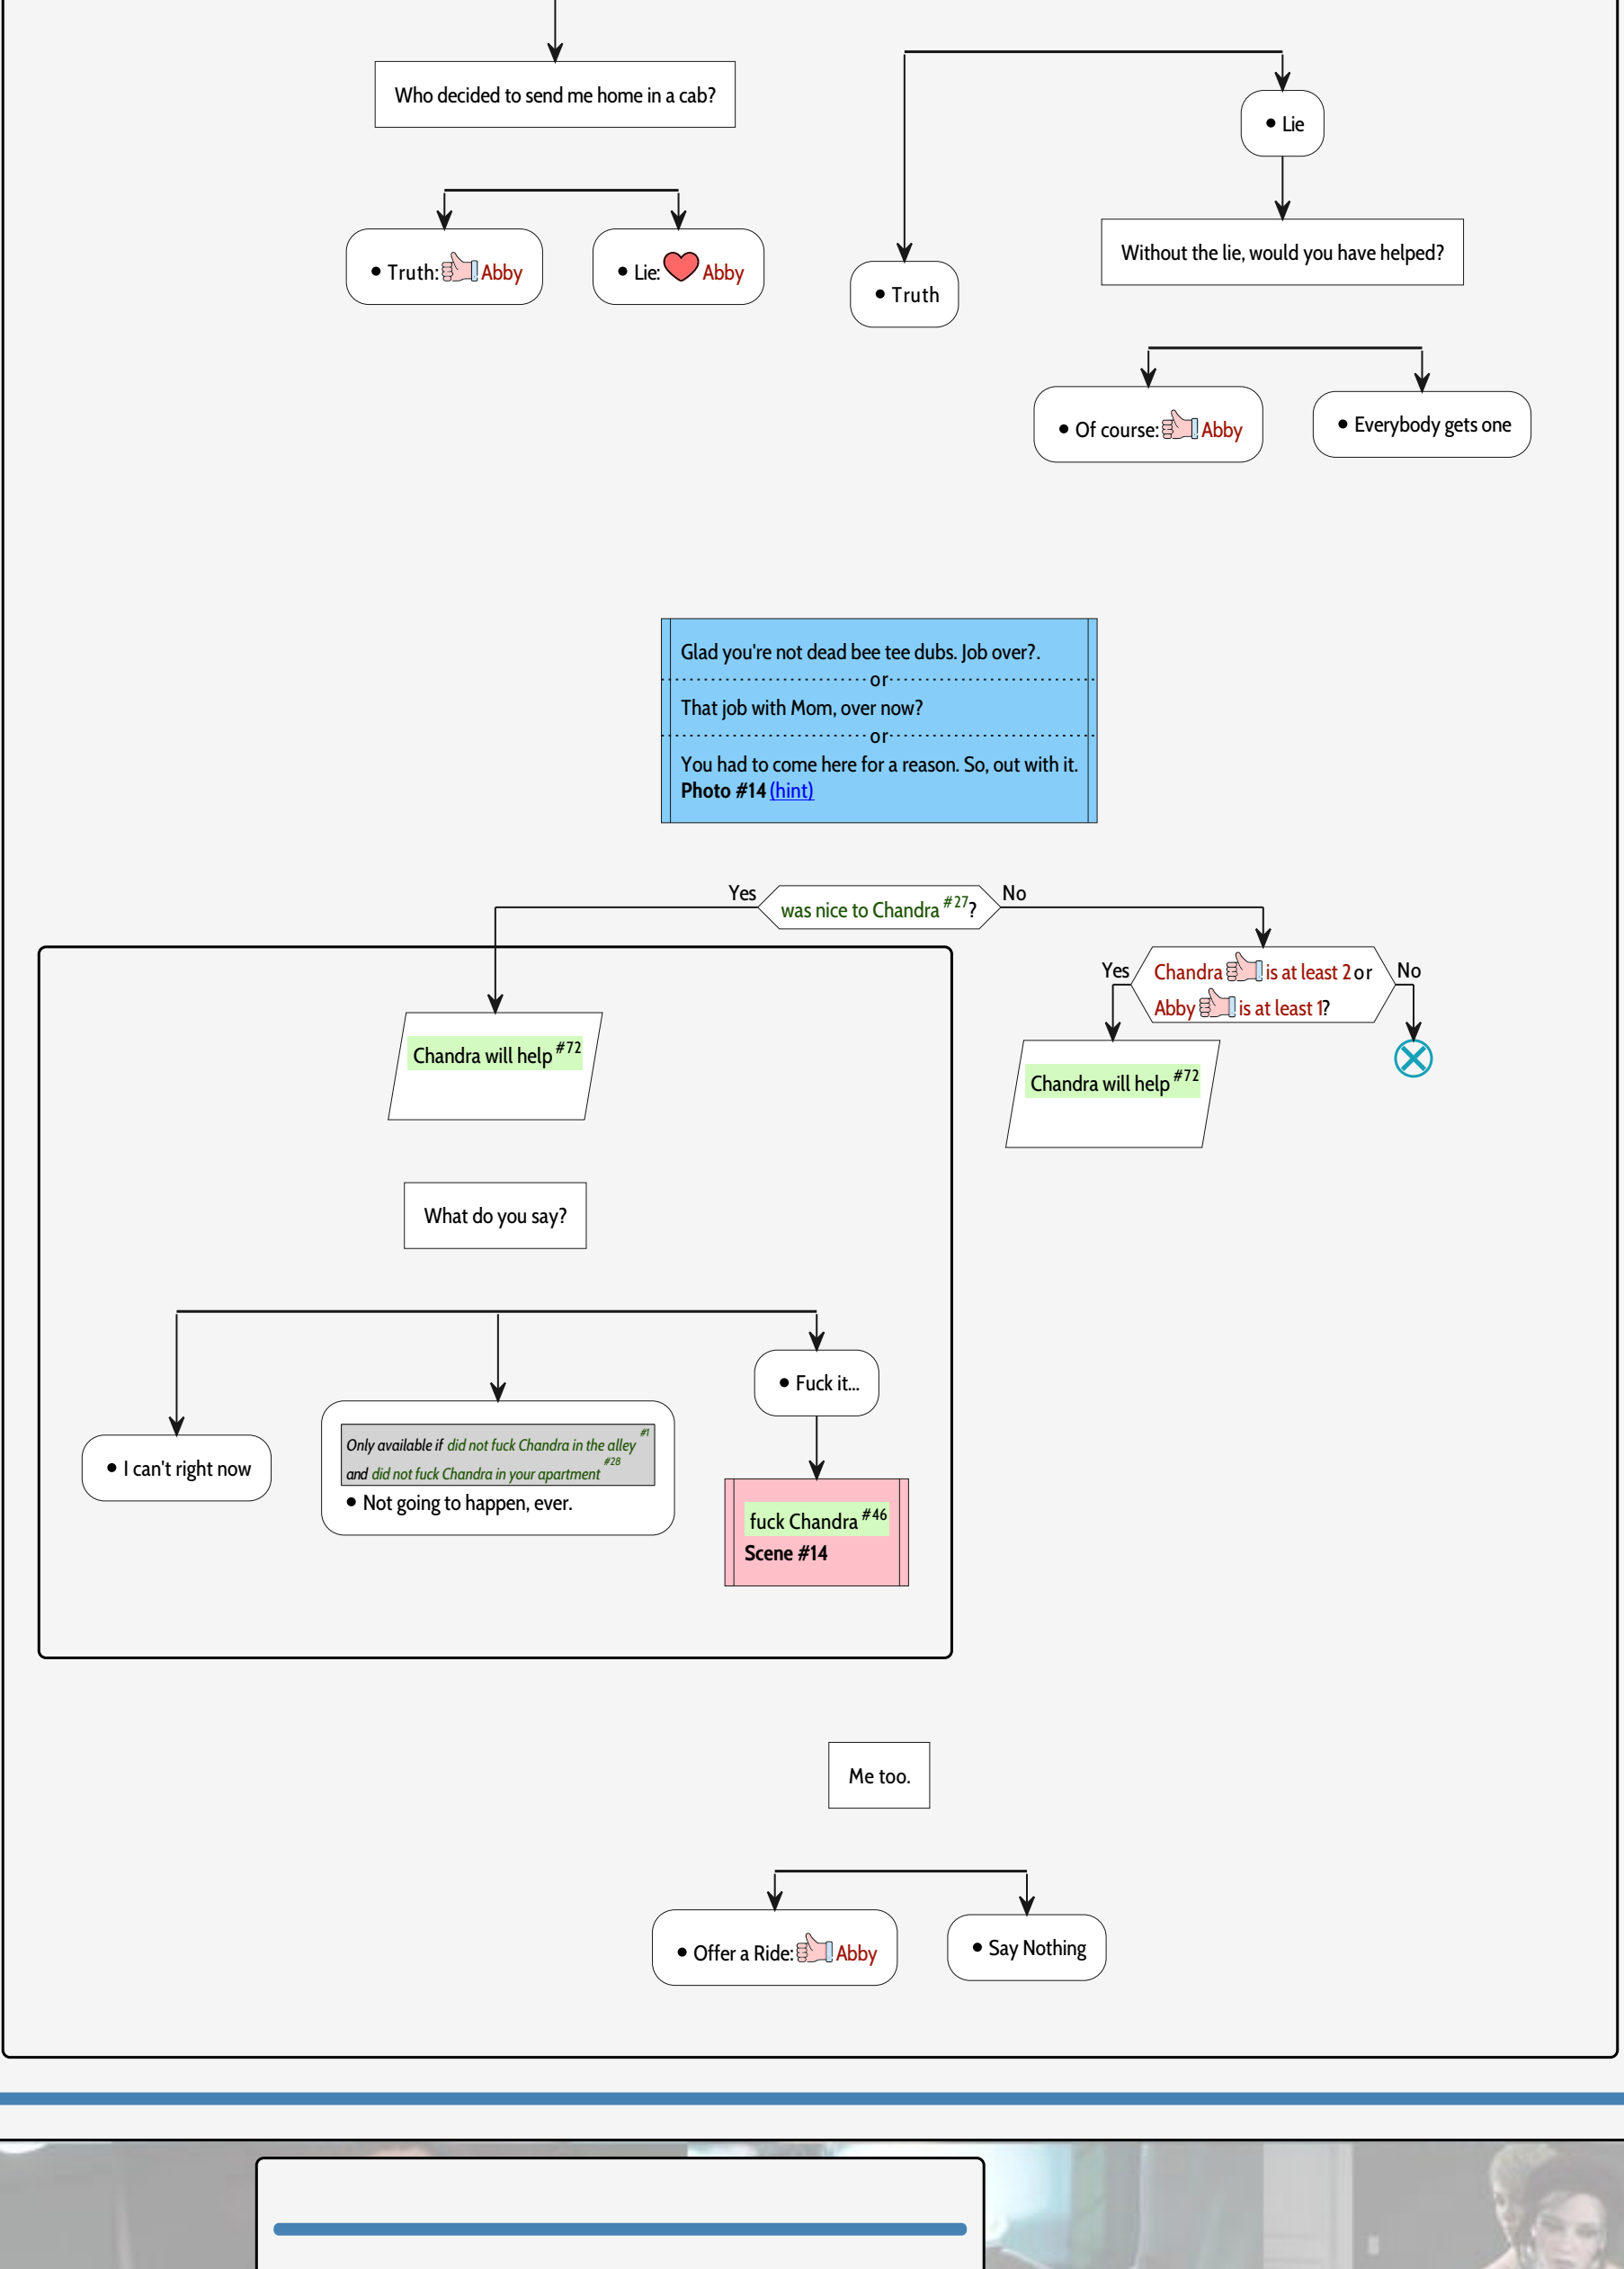 Who decided to send me home in a cab?
• Truth: Abby
• Lie: Abby
• Lie
Without the lie, would you have helped?
• Truth
• Of course: Abby
• Everybody gets one
Glad you're not dead bee tee dubs. Job over?.
or
That job with Mom, over now?
or
You had to come here for a reason. So, out with it.
Photo #14 (hint)
Yes
was nice to Chandra #27?
No
Yes
Chandra is at least 2 or
Abby is at least 1?
No
Chandra will help #72
Chandra will help #72
What do you say?
• I can't right now
Only available if did not fuck Chandra in the alley #1
and did not fuck Chandra in your apartment #28
• Not going to happen, ever.
• Fuck it...
fuck Chandra #46
Scene #14
Me too.
• Offer a Ride: Abby
• Say Nothing